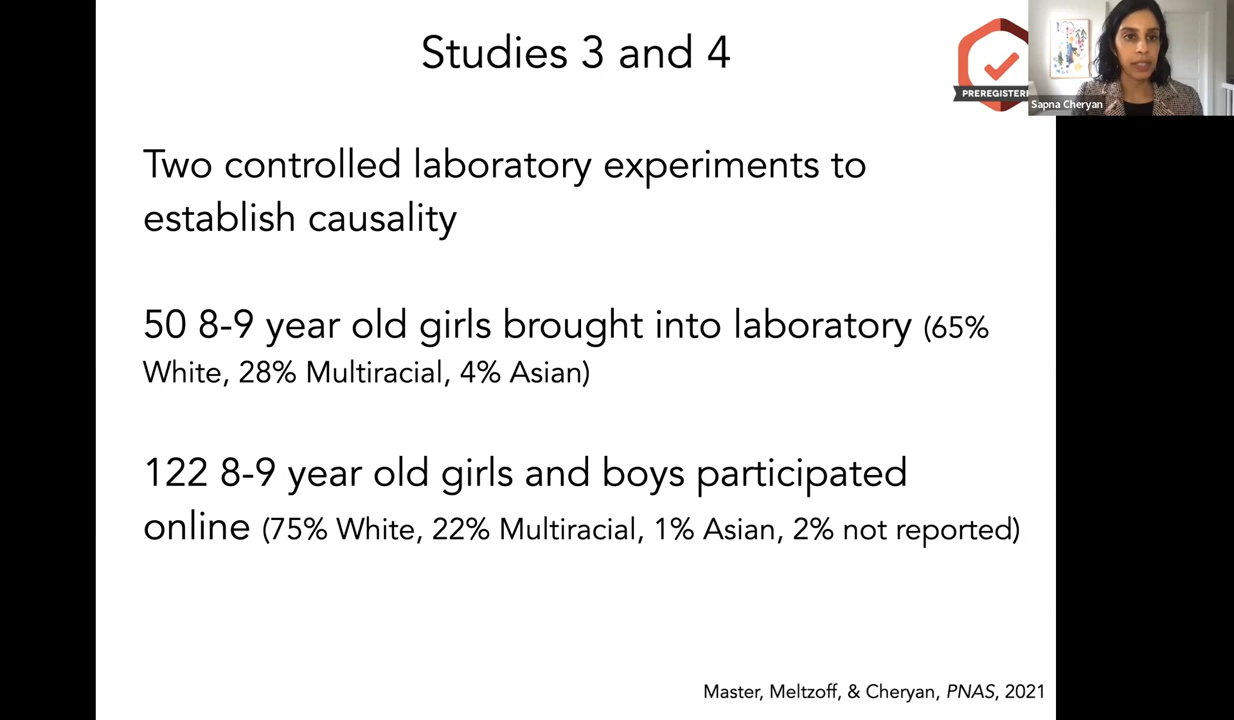 Studies 3 and 4
PREREGISTERE
Sapna Cheryan
Two controlled laboratory experiments to
establish causality
50 8-9 year old girls brought into laboratory (65%
White, 28% Multiracial, 4% Asian)
122 8-9 year old girls and boys participated
online (75% White, 22% Multiracial, 1% Asian, 2% not reported)
Master, Meltzoff, & Cheryan, PNAS, 2021